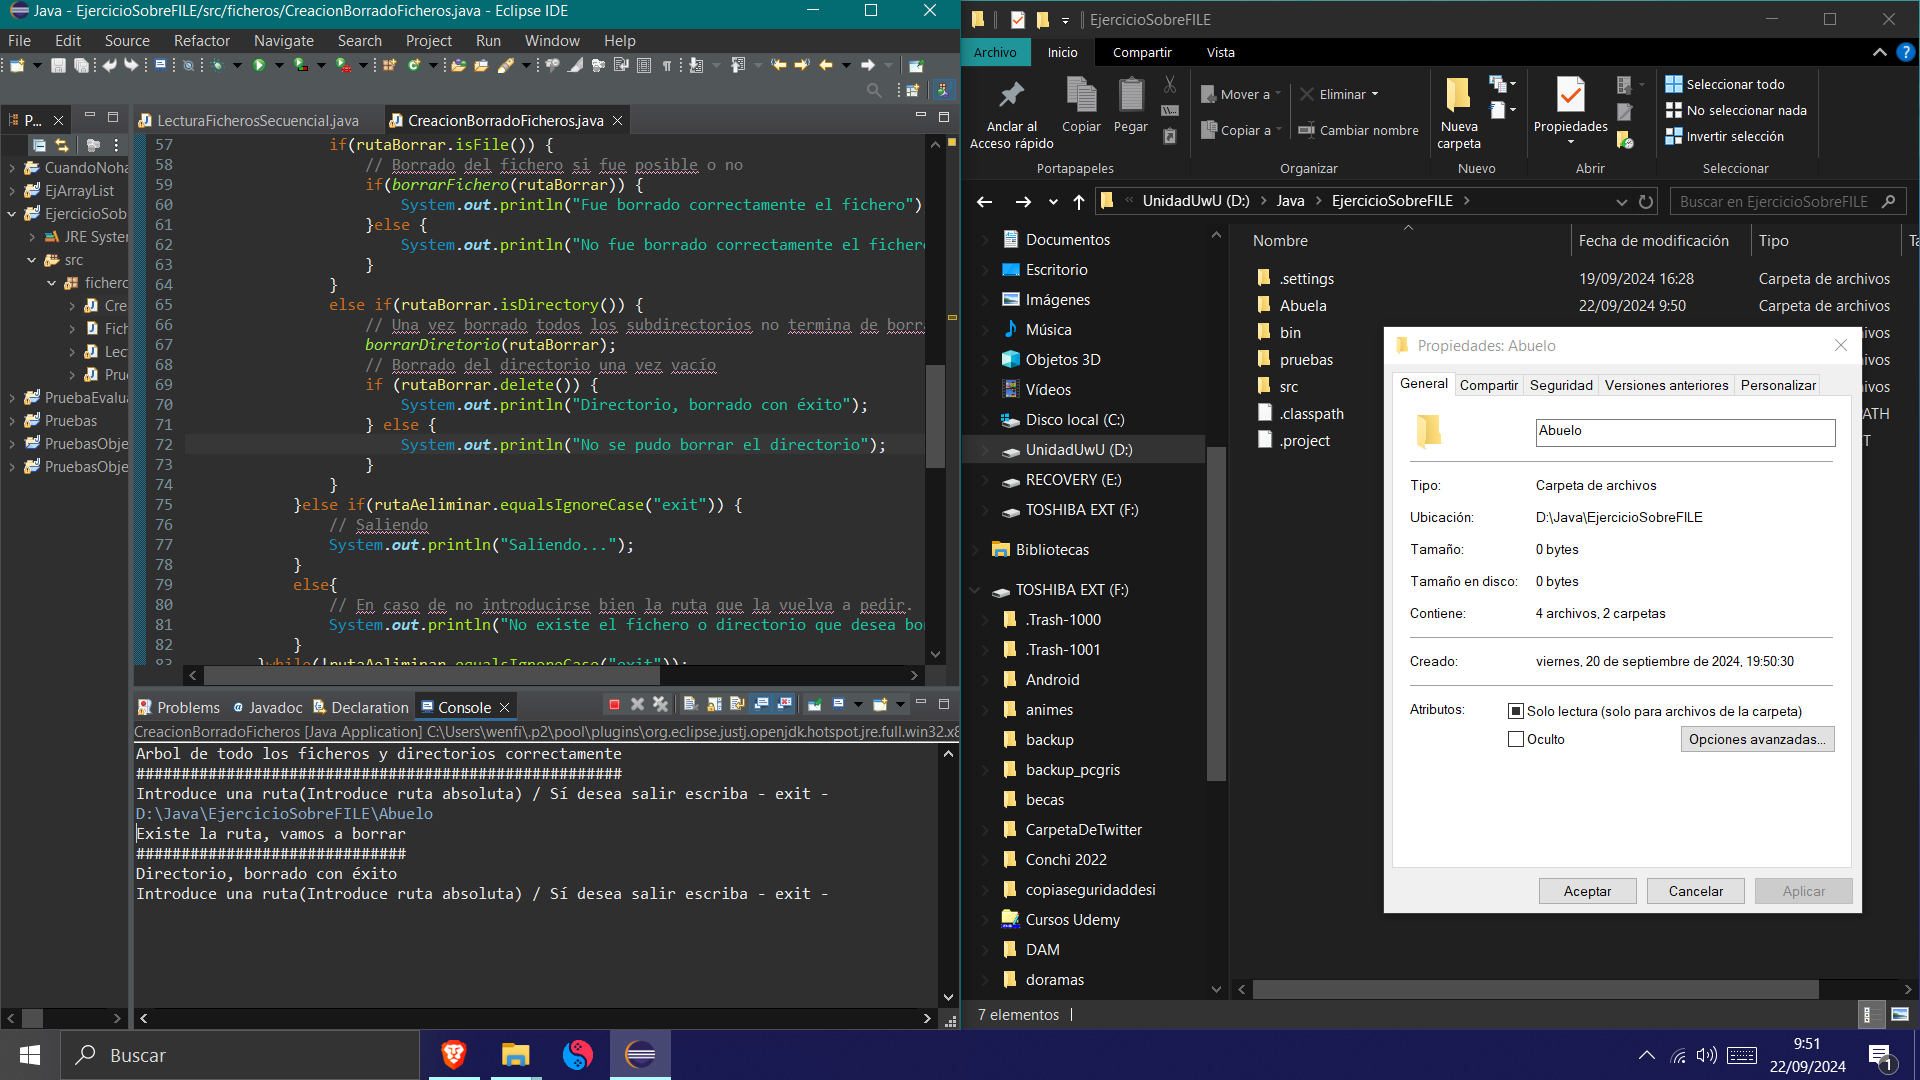 Java - EjercicioSobreFILE/src/ficheros/CreacionBorradoFicheros.java - Eclipse IDE
File Edit Source Refactor Navigate Search Project Run Window Help
P...
CuandoNoha
EjArrayList
EjercicioSob
JRE System
src
fichero
Cre
Fich
Lec
Pru
PruebaEvalua
Pruebas
PruebasObje
PruebasObje
LecturaFicherosSecuencial.java CreacionBorradoFicheros.java
57 if(rutaBorrar.isFile()) {
58 // Borrado del fichero si fue posible o no
59 if(borrarFichero(rutaBorrar)) {
60 System.out.println("Fue borrado correctamente el fichero")
61 }else {
62 System.out.println("No fue borrado correctamente el fichero
63 }
64 }
65 else if(rutaBorrar.isDirectory()) {
66 // Una vez borrado todos los subdirectorios no termina de borra
67 borrarDiretorio(rutaBorrar);
68 // Borrado del directorio una vez vacío
69 if (rutaBorrar.delete()) {
70 System.out.println("Directorio, borrado con éxito");
71 } else {
72 System.out.println("No se pudo borrar el directorio");
73 }
74 }
75 }else if(rutaAeliminar.equalsIgnoreCase("exit")) {
76 // Saliendo
77 System.out.println("Saliendo...");
78 }
79 else{
80 // En caso de no introducirse bien la ruta que la vuelva a pedir.
81 System.out.println("No existe el fichero o directorio que desea bor
82 }
83 }while(!rutaAeliminar.equalsIgnoreCase("exit"));
Problems Javadoc Declaration Console
CreacionBorradoFicheros [Java Application] C:\Users\wenfi\.p2\pool\plugins\org.eclipse.justj.openjdk.hotspot.jre.full.win32.x8
Arbol de todo los ficheros y directorios correctamente
######################################################
Introduce una ruta(Introduce ruta absoluta) / Sí desea salir escriba - exit -
D:\Java\EjercicioSobreFILE\Abuelo
Existe la ruta, vamos a borrar
##############################
Directorio, borrado con éxito
Introduce una ruta(Introduce ruta absoluta) / Sí desea salir escriba - exit -
EjercicioSobreFILE
Archivo Inicio Compartir Vista
Anclar al
Acceso rápido
Copiar
Pegar
Portapapeles
Mover a
Copiar a
Eliminar
Cambiar nombre
Organizar
Nueva
carpeta
Nuevo
Propiedades
Abrir
Seleccionar todo
No seleccionar nada
Invertir selección
Seleccionar
« UnidadUwU (D:) > Java > EjercicioSobreFILE >
Buscar en EjercicioSobreFILE
Documentos
Escritorio
Imágenes
Música
Objetos 3D
Vídeos
Disco local (C:)
UnidadUwU (D:)
RECOVERY (E:)
TOSHIBA EXT (F:)
Bibliotecas
TOSHIBA EXT (F:)
.Trash-1000
.Trash-1001
Android
animes
backup
backup_pcgris
becas
CarpetaDeTwitter
Conchi 2022
copiaseguridaddesi
Cursos Udemy
DAM
doramas
Nombre Fecha de modificación Tipo Ta
.settings 19/09/2024 16:28 Carpeta de archivos
Abuela 22/09/2024 9:50 Carpeta de archivos
bin ivos
pruebas ivos
src ivos
.classpath ATH
.project T
Propiedades: Abuelo
General Compartir Seguridad Versiones anteriores Personalizar
Abuelo
Tipo: Carpeta de archivos
Ubicación: D:\Java\EjercicioSobreFILE
Tamaño: 0 bytes
Tamaño en disco: 0 bytes
Contiene: 4 archivos, 2 carpetas
Creado: viernes, 20 de septiembre de 2024, 19:50:30
Atributos: Solo lectura (solo para archivos de la carpeta)
Oculto Opciones avanzadas...
Aceptar Cancelar Aplicar
7 elementos
Buscar
9:51
22/09/2024
1